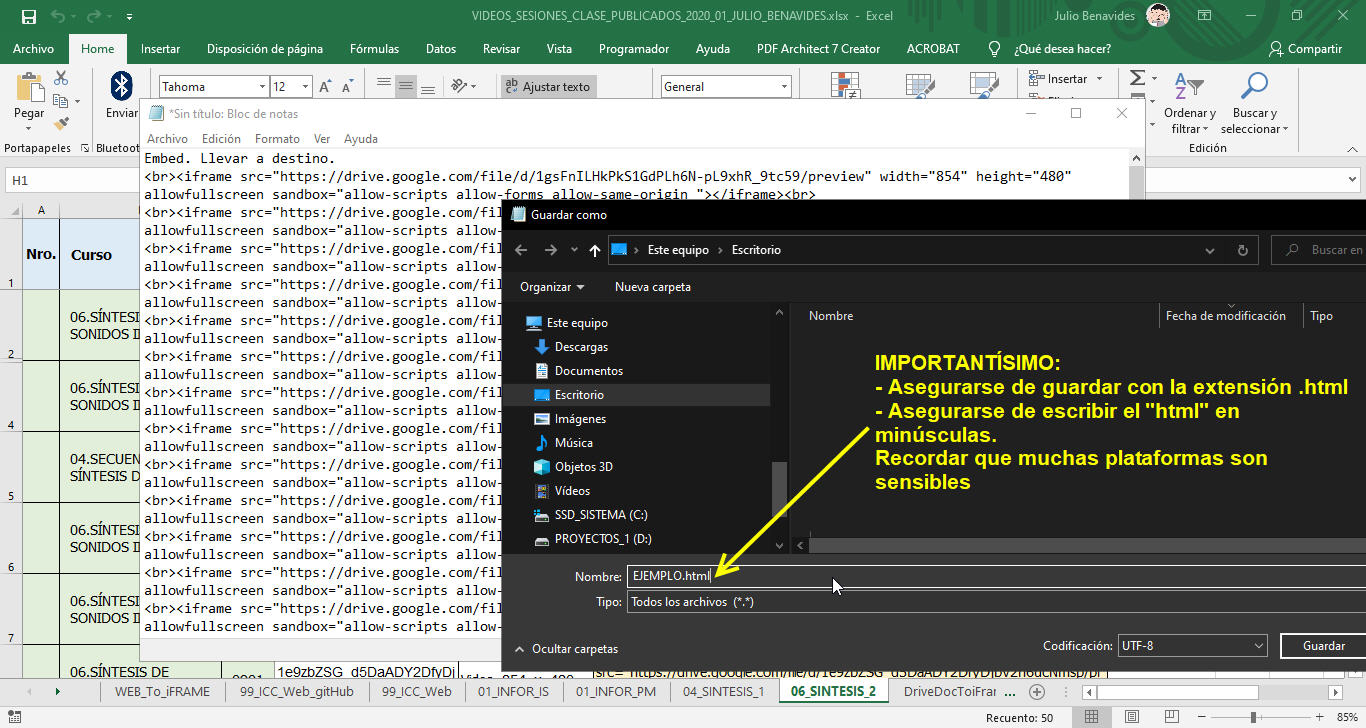 VIDEOS_SESIONES_CLASE_PUBLICADOS_2020_01_JULIO_BENAVIDES.xlsx - Excel
Julio Benavides
Archivo Home Insertar Disposición de página Fórmulas Datos Revisar Vista Programador Ayuda PDF Architect 7 Creator ACROBAT ¿Qué desea hacer? Compartir
Pegar
Portapapeles
Enviar
Bluetoot
Tahoma 12
Ajustar texto
General
Insertar
Ordenar y
filtrar
Buscar y
seleccionar
Edición
H1
*Sin título: Bloc de notas
Archivo Edición Formato Ver Ayuda
Embed. Llevar a destino.
<br><iframe src="https://drive.google.com/file/d/1gsFnILHkPkS1GdPLh6N-pL9xhR_9tc59/preview" width="854" height="480"
allowfullscreen sandbox="allow-scripts allow-forms allow-same-origin "></iframe><br>
<br><iframe src="https://drive.google.com/fil
allowfullscreen sandbox="allow-scripts allow-
<br><iframe src="https://drive.google.com/fil
allowfullscreen sandbox="allow-scripts allow-
<br><iframe src="https://drive.google.com/fil
allowfullscreen sandbox="allow-scripts allow-
<br><iframe src="https://drive.google.com/fil
allowfullscreen sandbox="allow-scripts allow-
<br><iframe src="https://drive.google.com/fil
allowfullscreen sandbox="allow-scripts allow-
<br><iframe src="https://drive.google.com/fil
allowfullscreen sandbox="allow-scripts allow-
<br><iframe src="https://drive.google.com/fil
allowfullscreen sandbox="allow-scripts allow-
<br><iframe src="https://drive.google.com/fil
allowfullscreen sandbox="allow-scripts allow-
<br><iframe src="https://drive.google.com/fil
allowfullscreen sandbox="allow-scripts allow-
<br><iframe src="https://drive.google.com/fil
allowfullscreen sandbox="allow-scripts allow-
<br><iframe src="https://drive.google.com/fil
allowfullscreen sandbox="allow-scripts allow-
<br><iframe src="https://drive.google.com/fil
allowfullscreen sandbox="allow-scripts allow-
Guardar como
Este equipo › Escritorio
Buscar en
Organizar Nueva carpeta
Este equipo
Descargas
Documentos
Escritorio
Imágenes
Música
Objetos 3D
Vídeos
SSD_SISTEMA (C:)
PROYECTOS_1 (D:)
Nombre Fecha de modificación Tipo
IMPORTANTÍSIMO:
- Asegurarse de guardar con la extensión .html
- Asegurarse de escribir el "html" en
minúsculas.
Recordar que muchas plataformas son
sensibles
Nombre: EJEMPLO.html
Tipo: Todos los archivos (*.*)
Ocultar carpetas
Codificación: UTF-8
Guardar
A
1 Nro. Curso
2 06.SÍNTESI
SONIDOS II
4 06.SÍNTESI
SONIDOS II
5 04.SECUEN
SÍNTESIS D
6 06.SÍNTESI
SONIDOS II
7 06.SÍNTESI
SONIDOS II
06.SÍNTESIS DE
WEB_To_iFRAME 99_ICC_Web_gitHub 99_ICC_Web 01_INFOR_IS 01_INFOR_PM 04_SINTESIS_1 06_SINTESIS_2 DriveDocToiFrar ...
Recuento: 50
85%